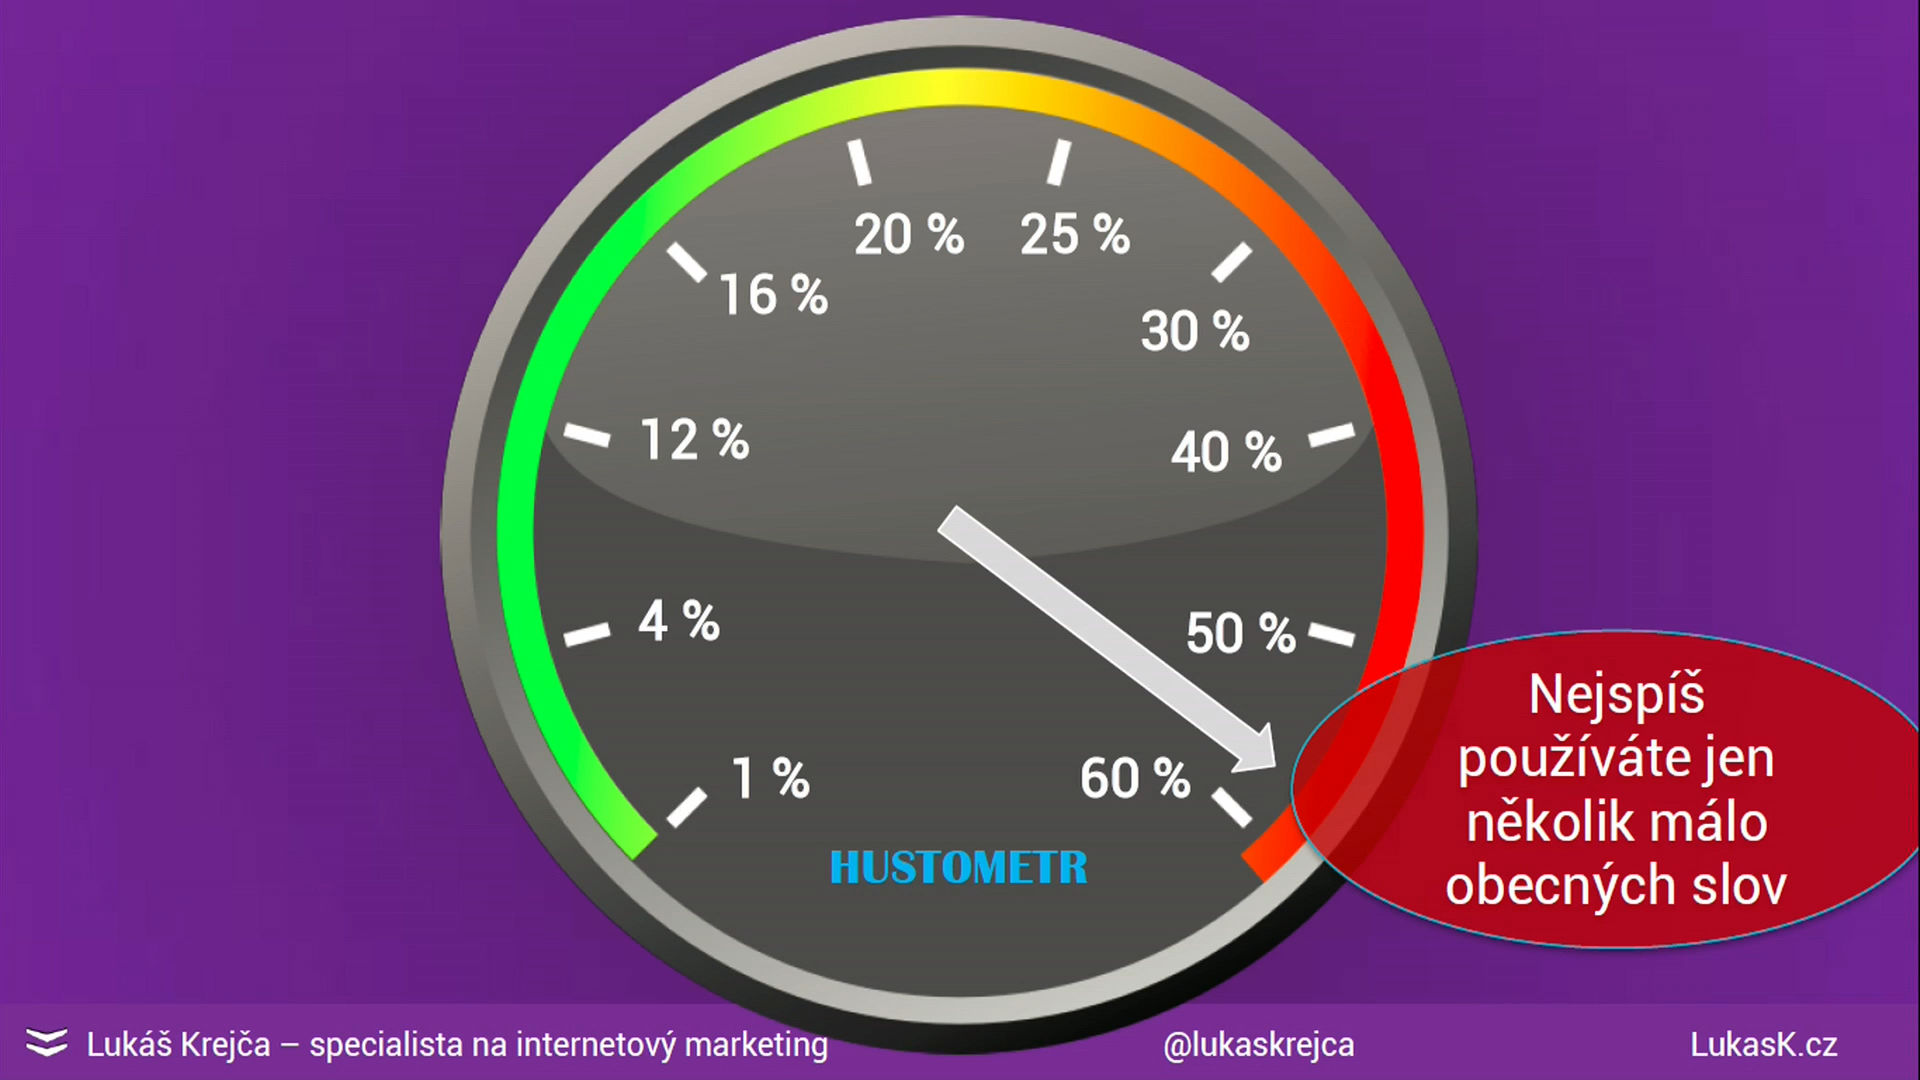 20 %
25 %
16 %
30 %
12 %
40 %
4 %
50 %
1 %
60 %
HUSTOMETR
Nejspíš
používáte jen
několik málo
obecných slov
Lukáš Krejča – specialista na internetový marketing
@lukaskrejca
LukasK.cz